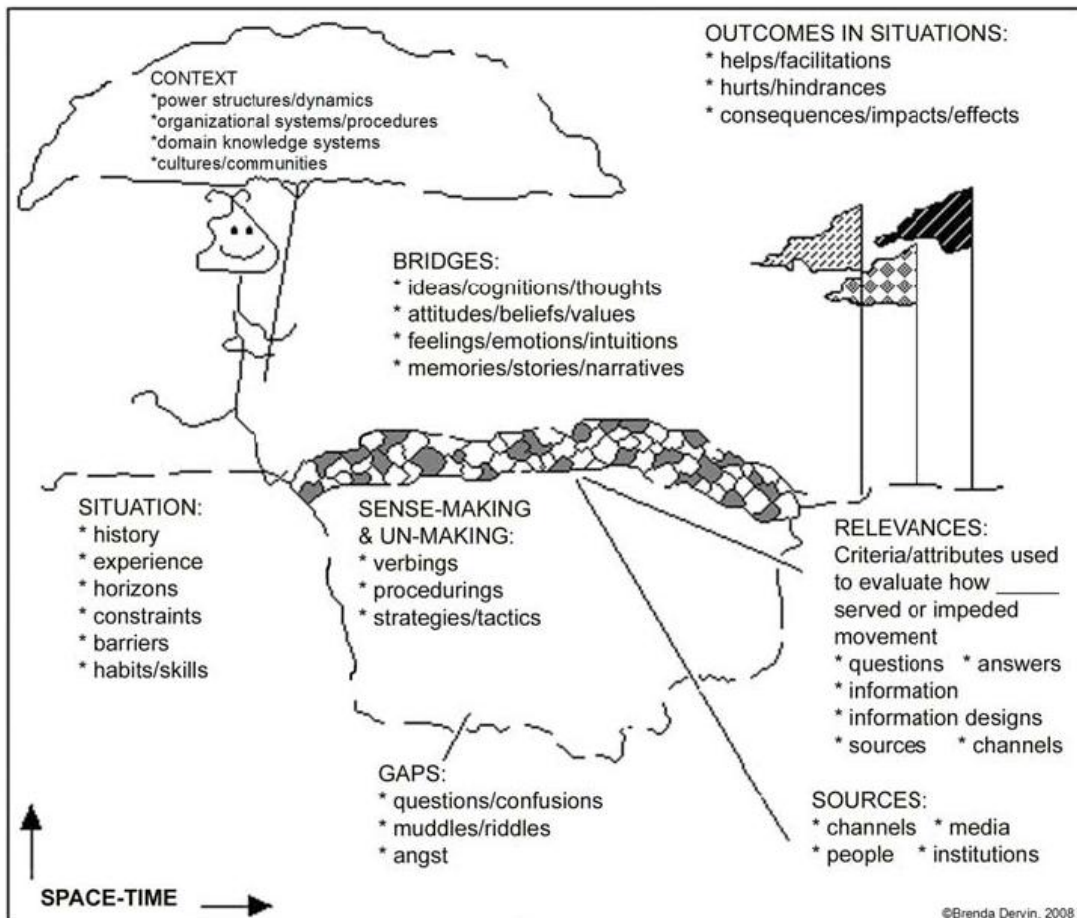 CONTEXT
*power structures/dynamics
*organizational systems/procedures
*domain knowledge systems
*cultures/communities
OUTCOMES IN SITUATIONS:
* helps/facilitations
* hurts/hindrances
* consequences/impacts/effects
BRIDGES:
* ideas/cognitions/thoughts
* attitudes/beliefs/values
* feelings/emotions/intuitions
* memories/stories/narratives
SITUATION:
* history
* experience
* horizons
* constraints
* barriers
* habits/skills
SENSE-MAKING
& UN-MAKING:
* verbings
* procedurings
* strategies/tactics
RELEVANCES:
Criteria/attributes used
to evaluate how _____
served or impeded
movement
* questions * answers
* information
* information designs
* sources * channels
GAPS:
* questions/confusions
* muddles/riddles
* angst
SOURCES:
* channels * media
* people * institutions
SPACE-TIME
©Brenda Dervin, 2008